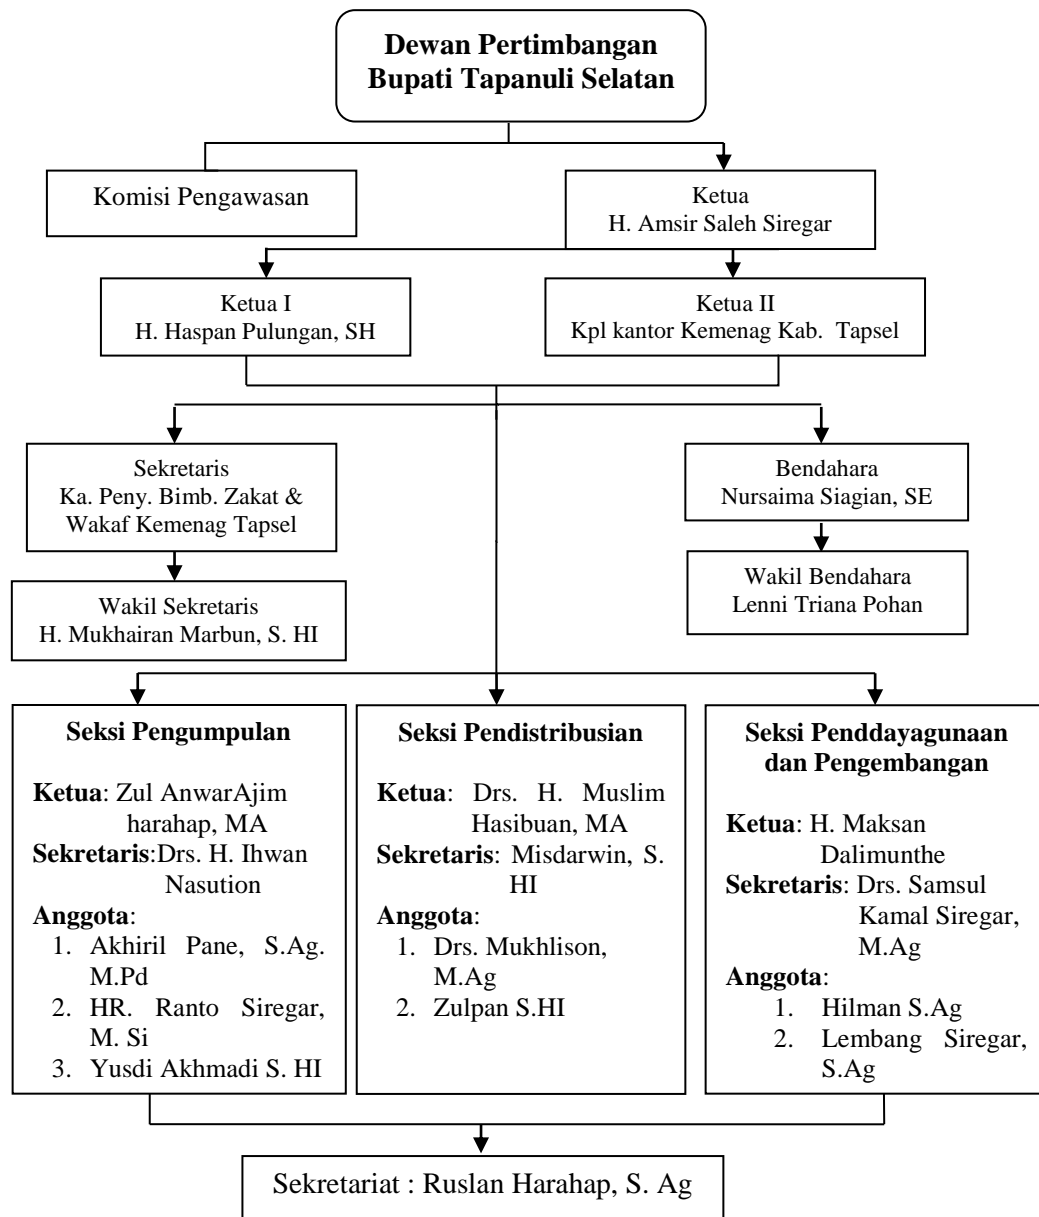 Dewan Pertimbangan
Bupati Tapanuli Selatan
Komisi Pengawasan
Ketua
H. Amsir Saleh Siregar
Ketua I
H. Haspan Pulungan, SH
Ketua II
Kpl kantor Kemenag Kab. Tapsel
Sekretaris
Ka. Peny. Bimb. Zakat &
Wakaf Kemenag Tapsel
Bendahara
Nursaima Siagian, SE
Wakil Sekretaris
H. Mukhairan Marbun, S. HI
Wakil Bendahara
Lenni Triana Pohan
Seksi Pengumpulan
Ketua: Zul AnwarAjim
harahap, MA
Sekretaris:Drs. H. Ihwan
Nasution
Anggota:
1. Akhiril Pane, S.Ag.
M.Pd
2. HR. Ranto Siregar,
M. Si
3. Yusdi Akhmadi S. HI
Seksi Pendistribusian
Ketua: Drs. H. Muslim
Hasibuan, MA
Sekretaris: Misdarwin, S.
HI
Anggota:
1. Drs. Mukhlison,
M.Ag
2. Zulpan S.HI
Seksi Penddayagunaan
dan Pengembangan
Ketua: H. Maksan
Dalimunthe
Sekretaris: Drs. Samsul
Kamal Siregar,
M.Ag
Anggota:
1. Hilman S.Ag
2. Lembang Siregar,
S.Ag
Sekretariat : Ruslan Harahap, S. Ag